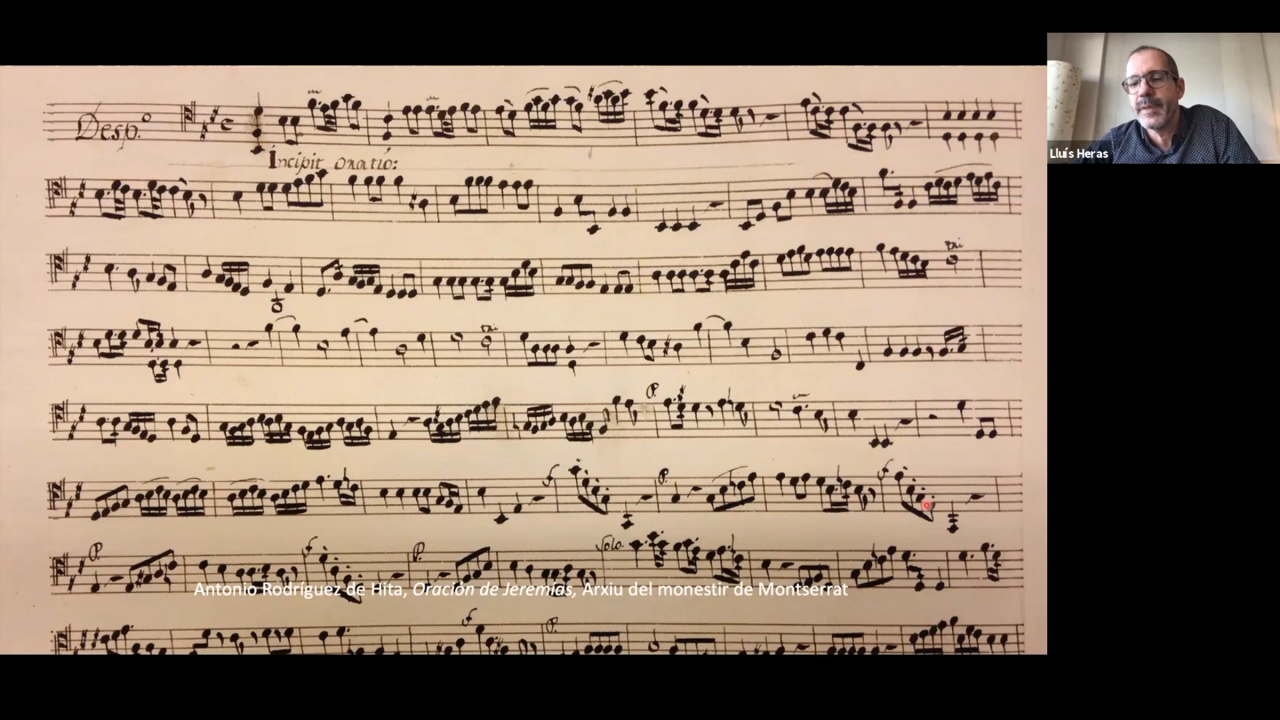 Desp.º
Incipit oratio:
P.
P.
P.
P.
Solo.
Antonio Rodríguez de Hita, Oración de Jeremías, Arxiu del monestir de Montserrat
P.
Lluís Heras